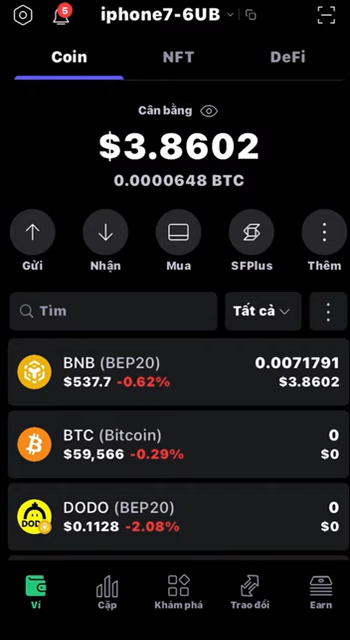 5
iphone7-6UB
Coin NFT DeFi
Cân bằng
$3.8602
0.0000648 BTC
Gửi Nhận Mua SFPlus Thêm
Tìm Tất cả
BNB (BEP20) 0.0071791
$537.7 -0.62% $3.8602
BTC (Bitcoin) 0
$59,566 -0.29% $0
DODO
DODO (BEP20) 0
$0.1128 -2.08% $0
Ví Cặp Khám phá Trao đổi Earn